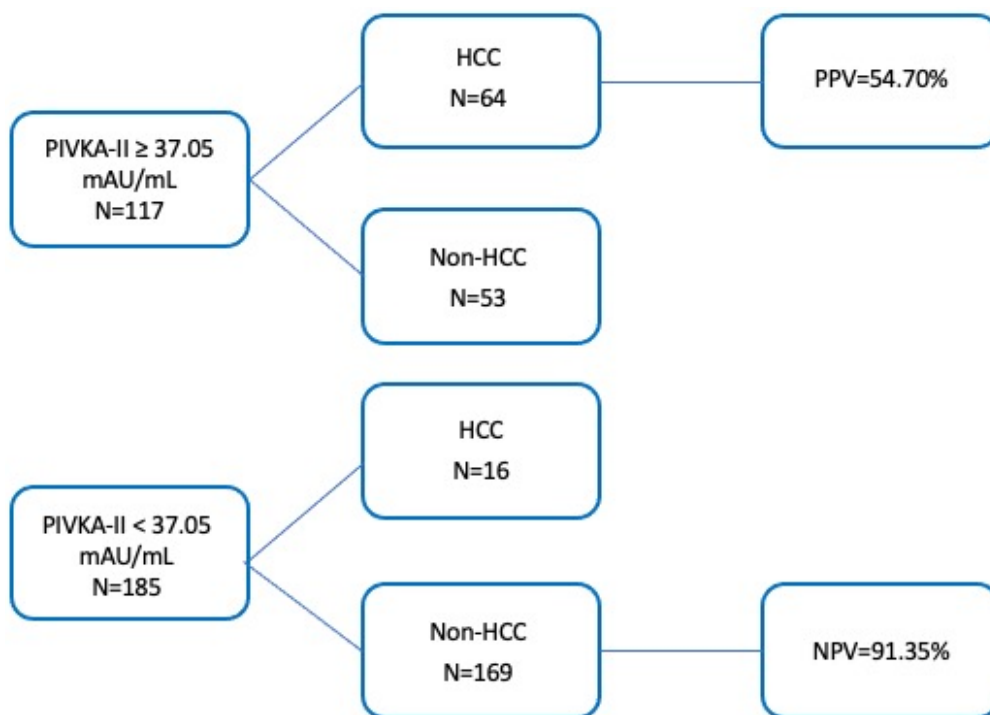 HCC
N=64
PPV=54.70%
PIVKA-II ≥ 37.05
mAU/mL
N=117
Non-HCC
N=53
HCC
N=16
PIVKA-II < 37.05
mAU/mL
N=185
Non-HCC
N=169
NPV=91.35%